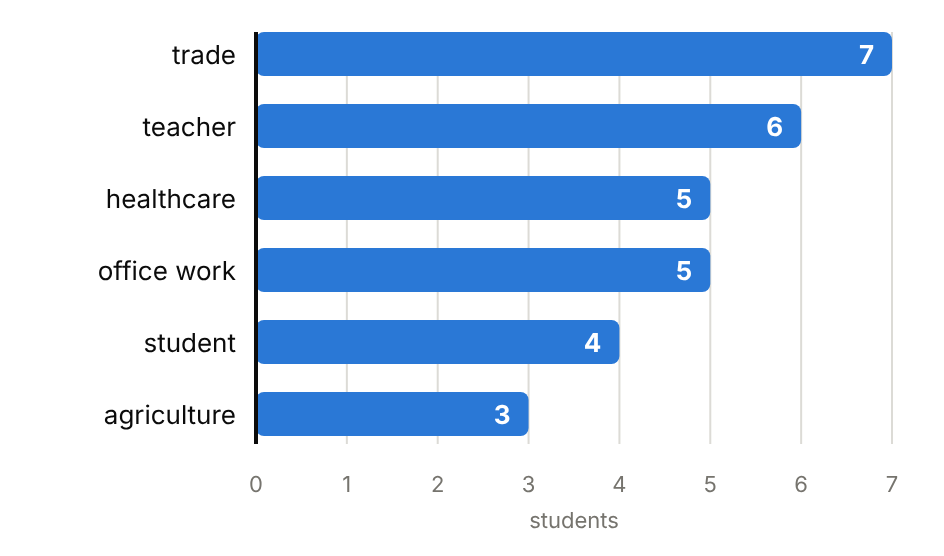 trade 7
teacher 6
healthcare 5
office work 5
student 4
agriculture 3
0 1 2 3 4 5 6 7
students